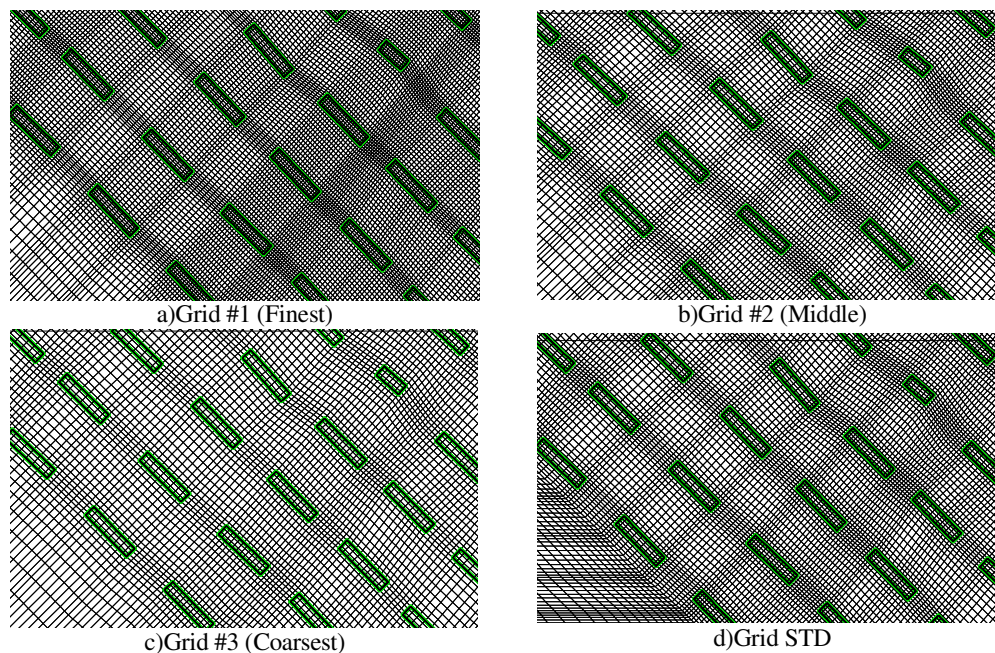 a)Grid #1 (Finest)
b)Grid #2 (Middle)
c)Grid #3 (Coarsest)
d)Grid STD